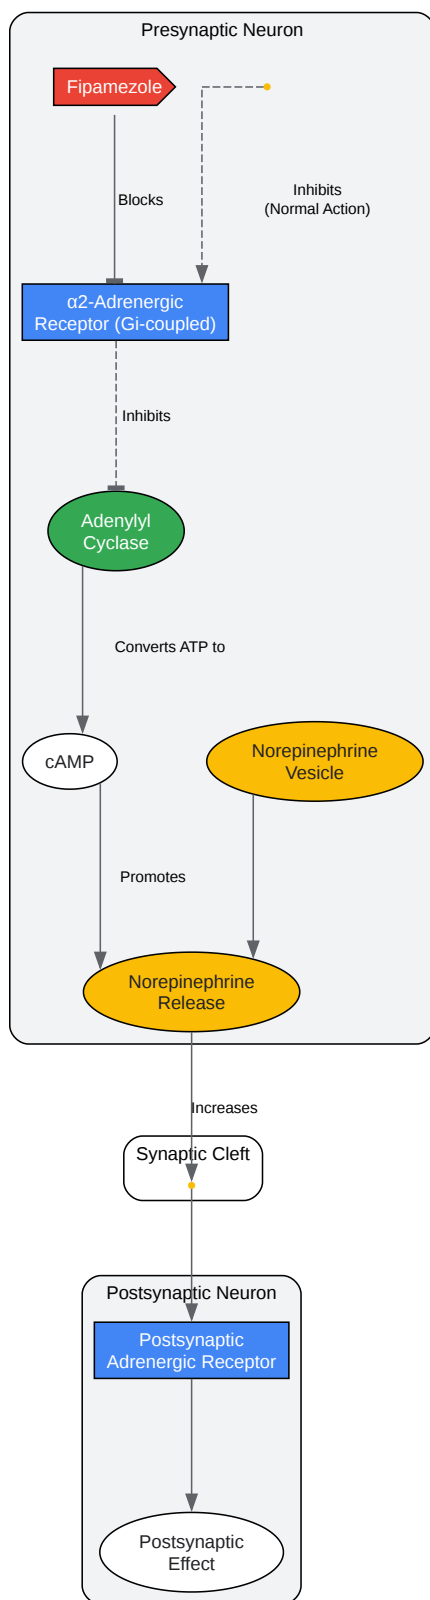 Presynaptic Neuron
Fipamezole
Blocks
Inhibits
(Normal Action)
α2-Adrenergic
Receptor (Gi-coupled)
Inhibits
Adenylyl
Cyclase
Converts ATP to
cAMP
Norepinephrine
Vesicle
Promotes
Norepinephrine
Release
Increases
Synaptic Cleft
Postsynaptic Neuron
Postsynaptic
Adrenergic Receptor
Postsynaptic
Effect